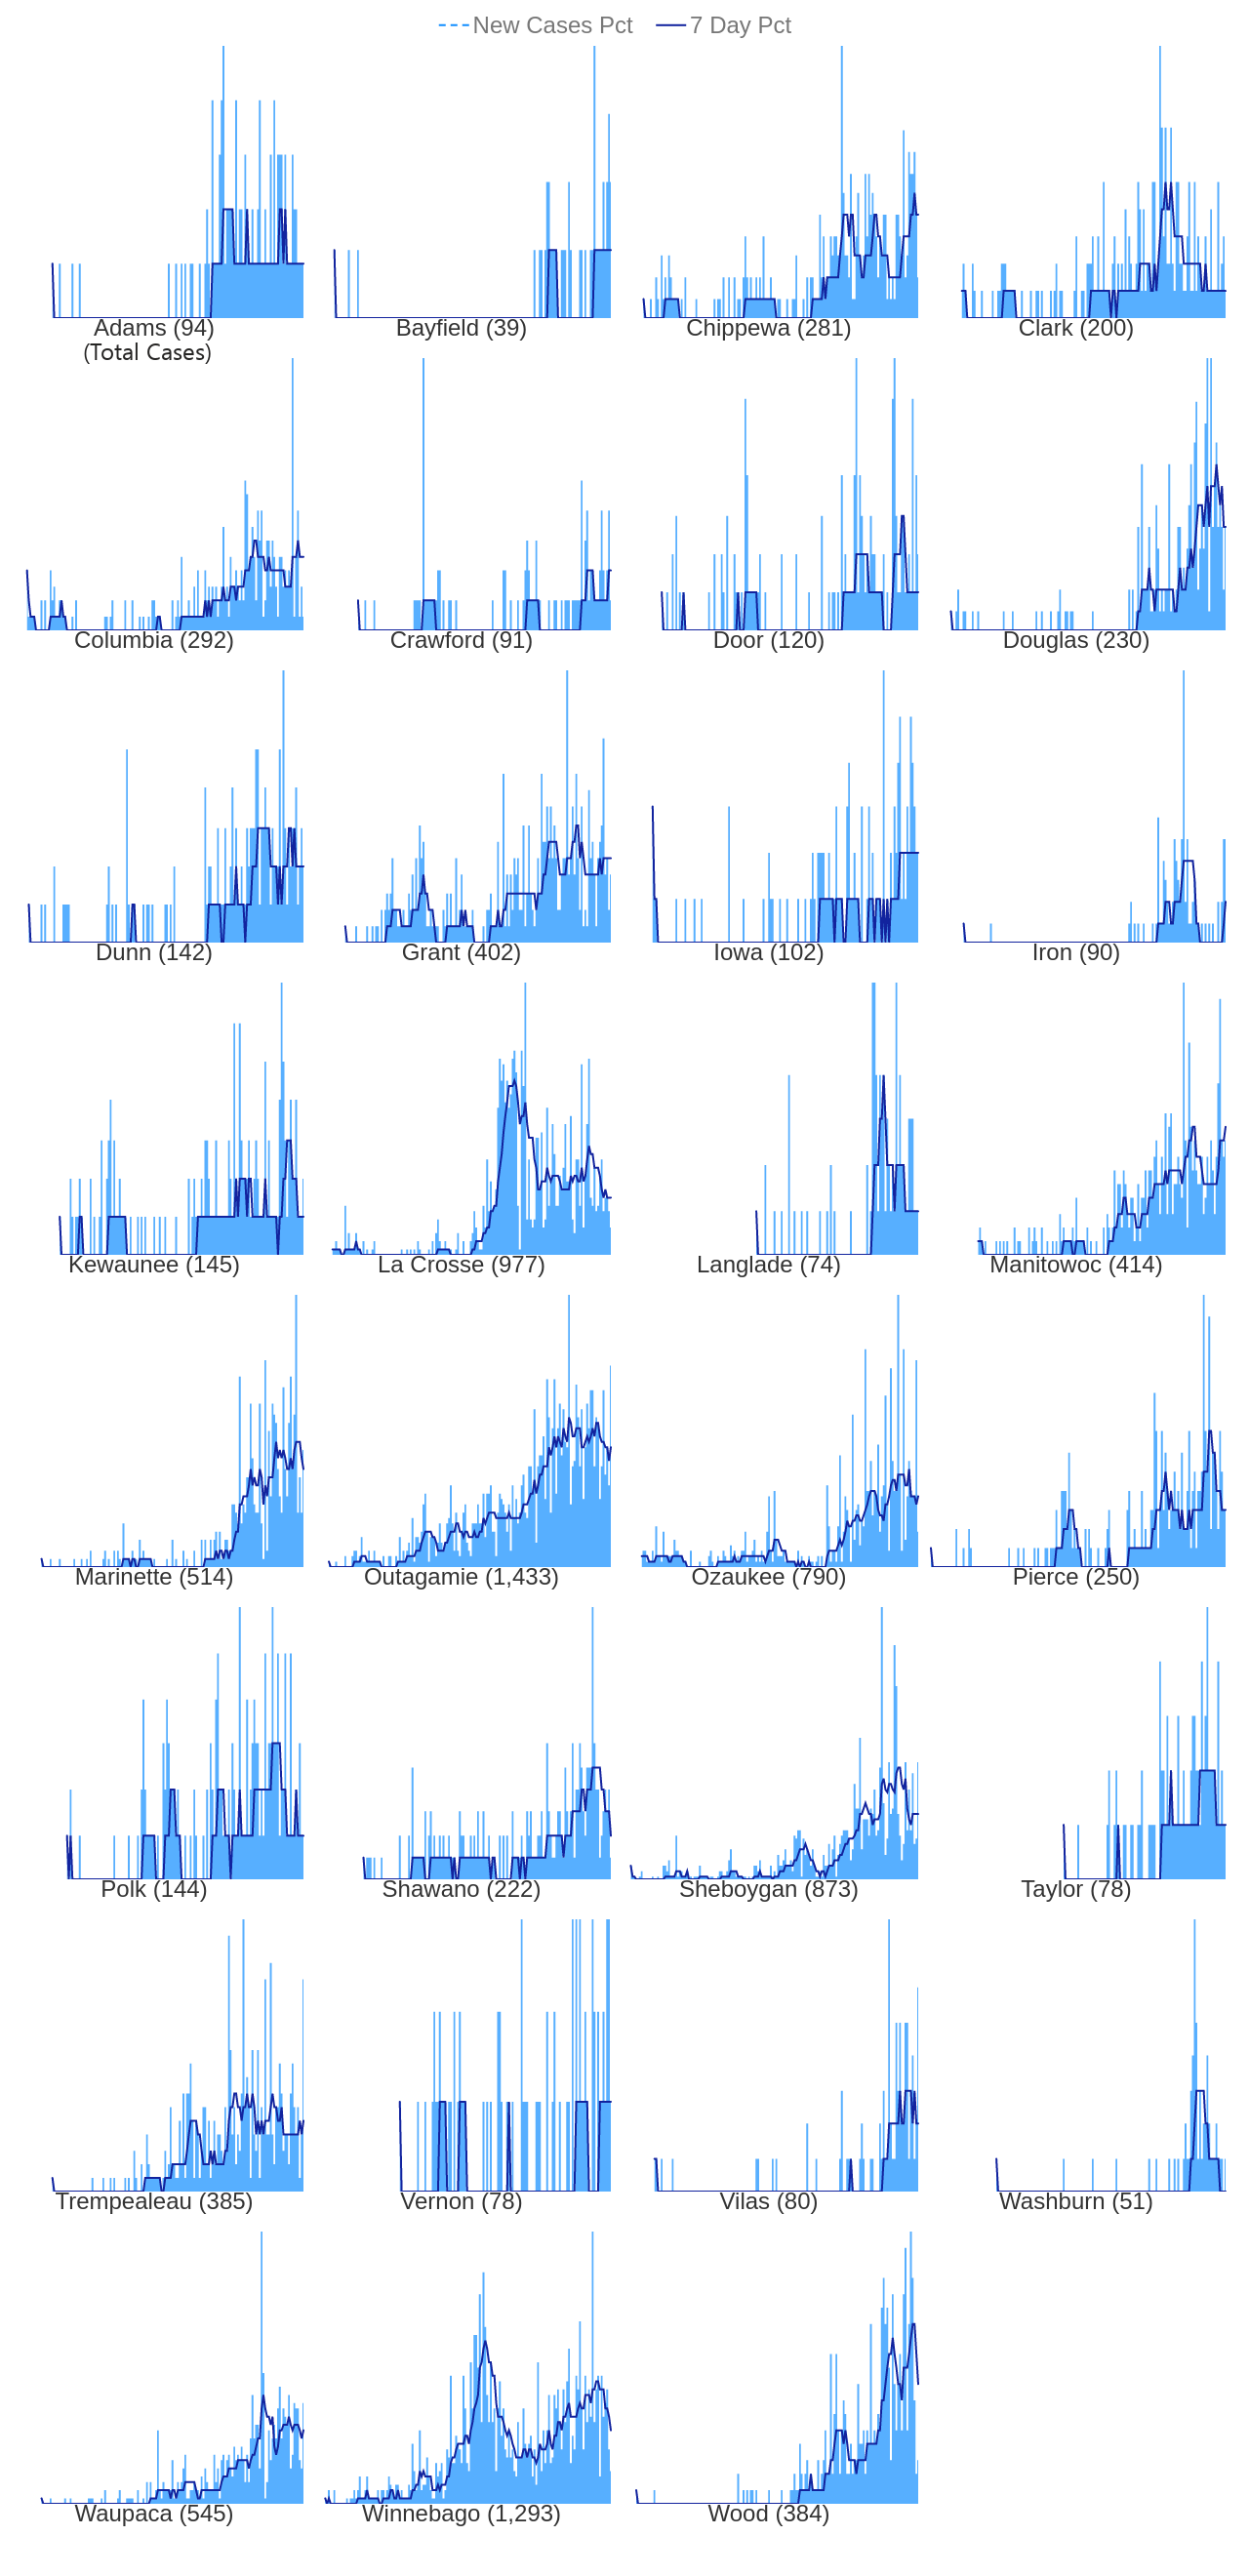 New Cases Pct 7 Day Pct
Adams (94) Bayfield (39) Chippewa (281) Clark (200)
(Total Cases)
Columbia (292) Crawford (91) Door (120) Douglas (230)
Dunn (142) Grant (402) Iowa (102) Iron (90)
Kewaunee (145) La Crosse (977) Langlade (74) Manitowoc (414)
Marinette (514) Outagamie (1,433) Ozaukee (790) Pierce (250)
Polk (144) Shawano (222) Sheboygan (873) Taylor (78)
Trempealeau (385) Vernon (78) Vilas (80) Washburn (51)
Waupaca (545) Winnebago (1,293) Wood (384)